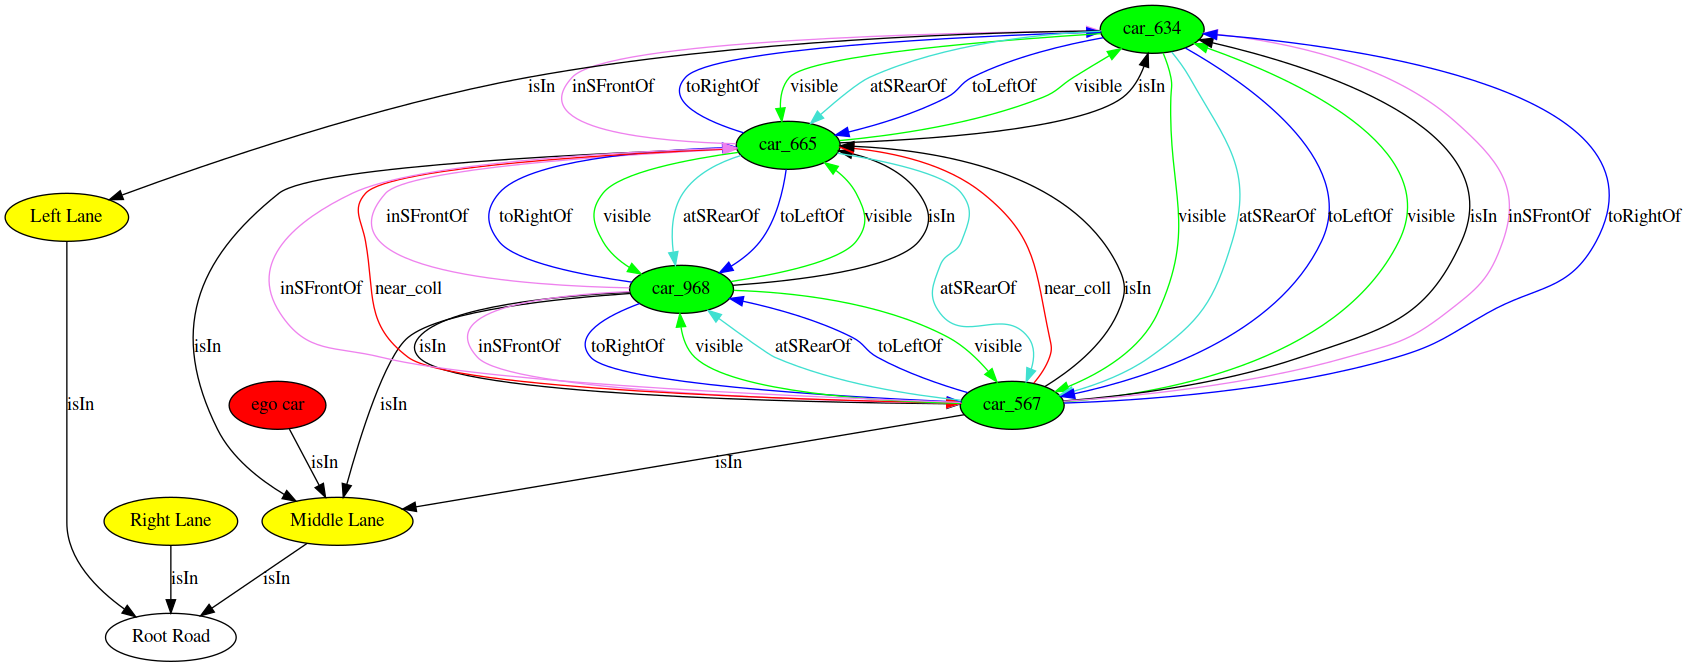 car_634
isIn inSFrontOf toRightOf visible atSRearOf toLeftOf visible isIn
car_665
Left Lane inSFrontOf toRightOf visible atSRearOf toLeftOf visible isIn visible atSRearOf toLeftOf visible isIn inSFrontOf toRightOf
inSFrontOf near_coll car_968 atSRearOf near_coll isIn
isIn isIn inSFrontOf toRightOf visible atSRearOf toLeftOf visible
isIn ego car isIn car_567
isIn isIn
Right Lane Middle Lane
isIn isIn
Root Road